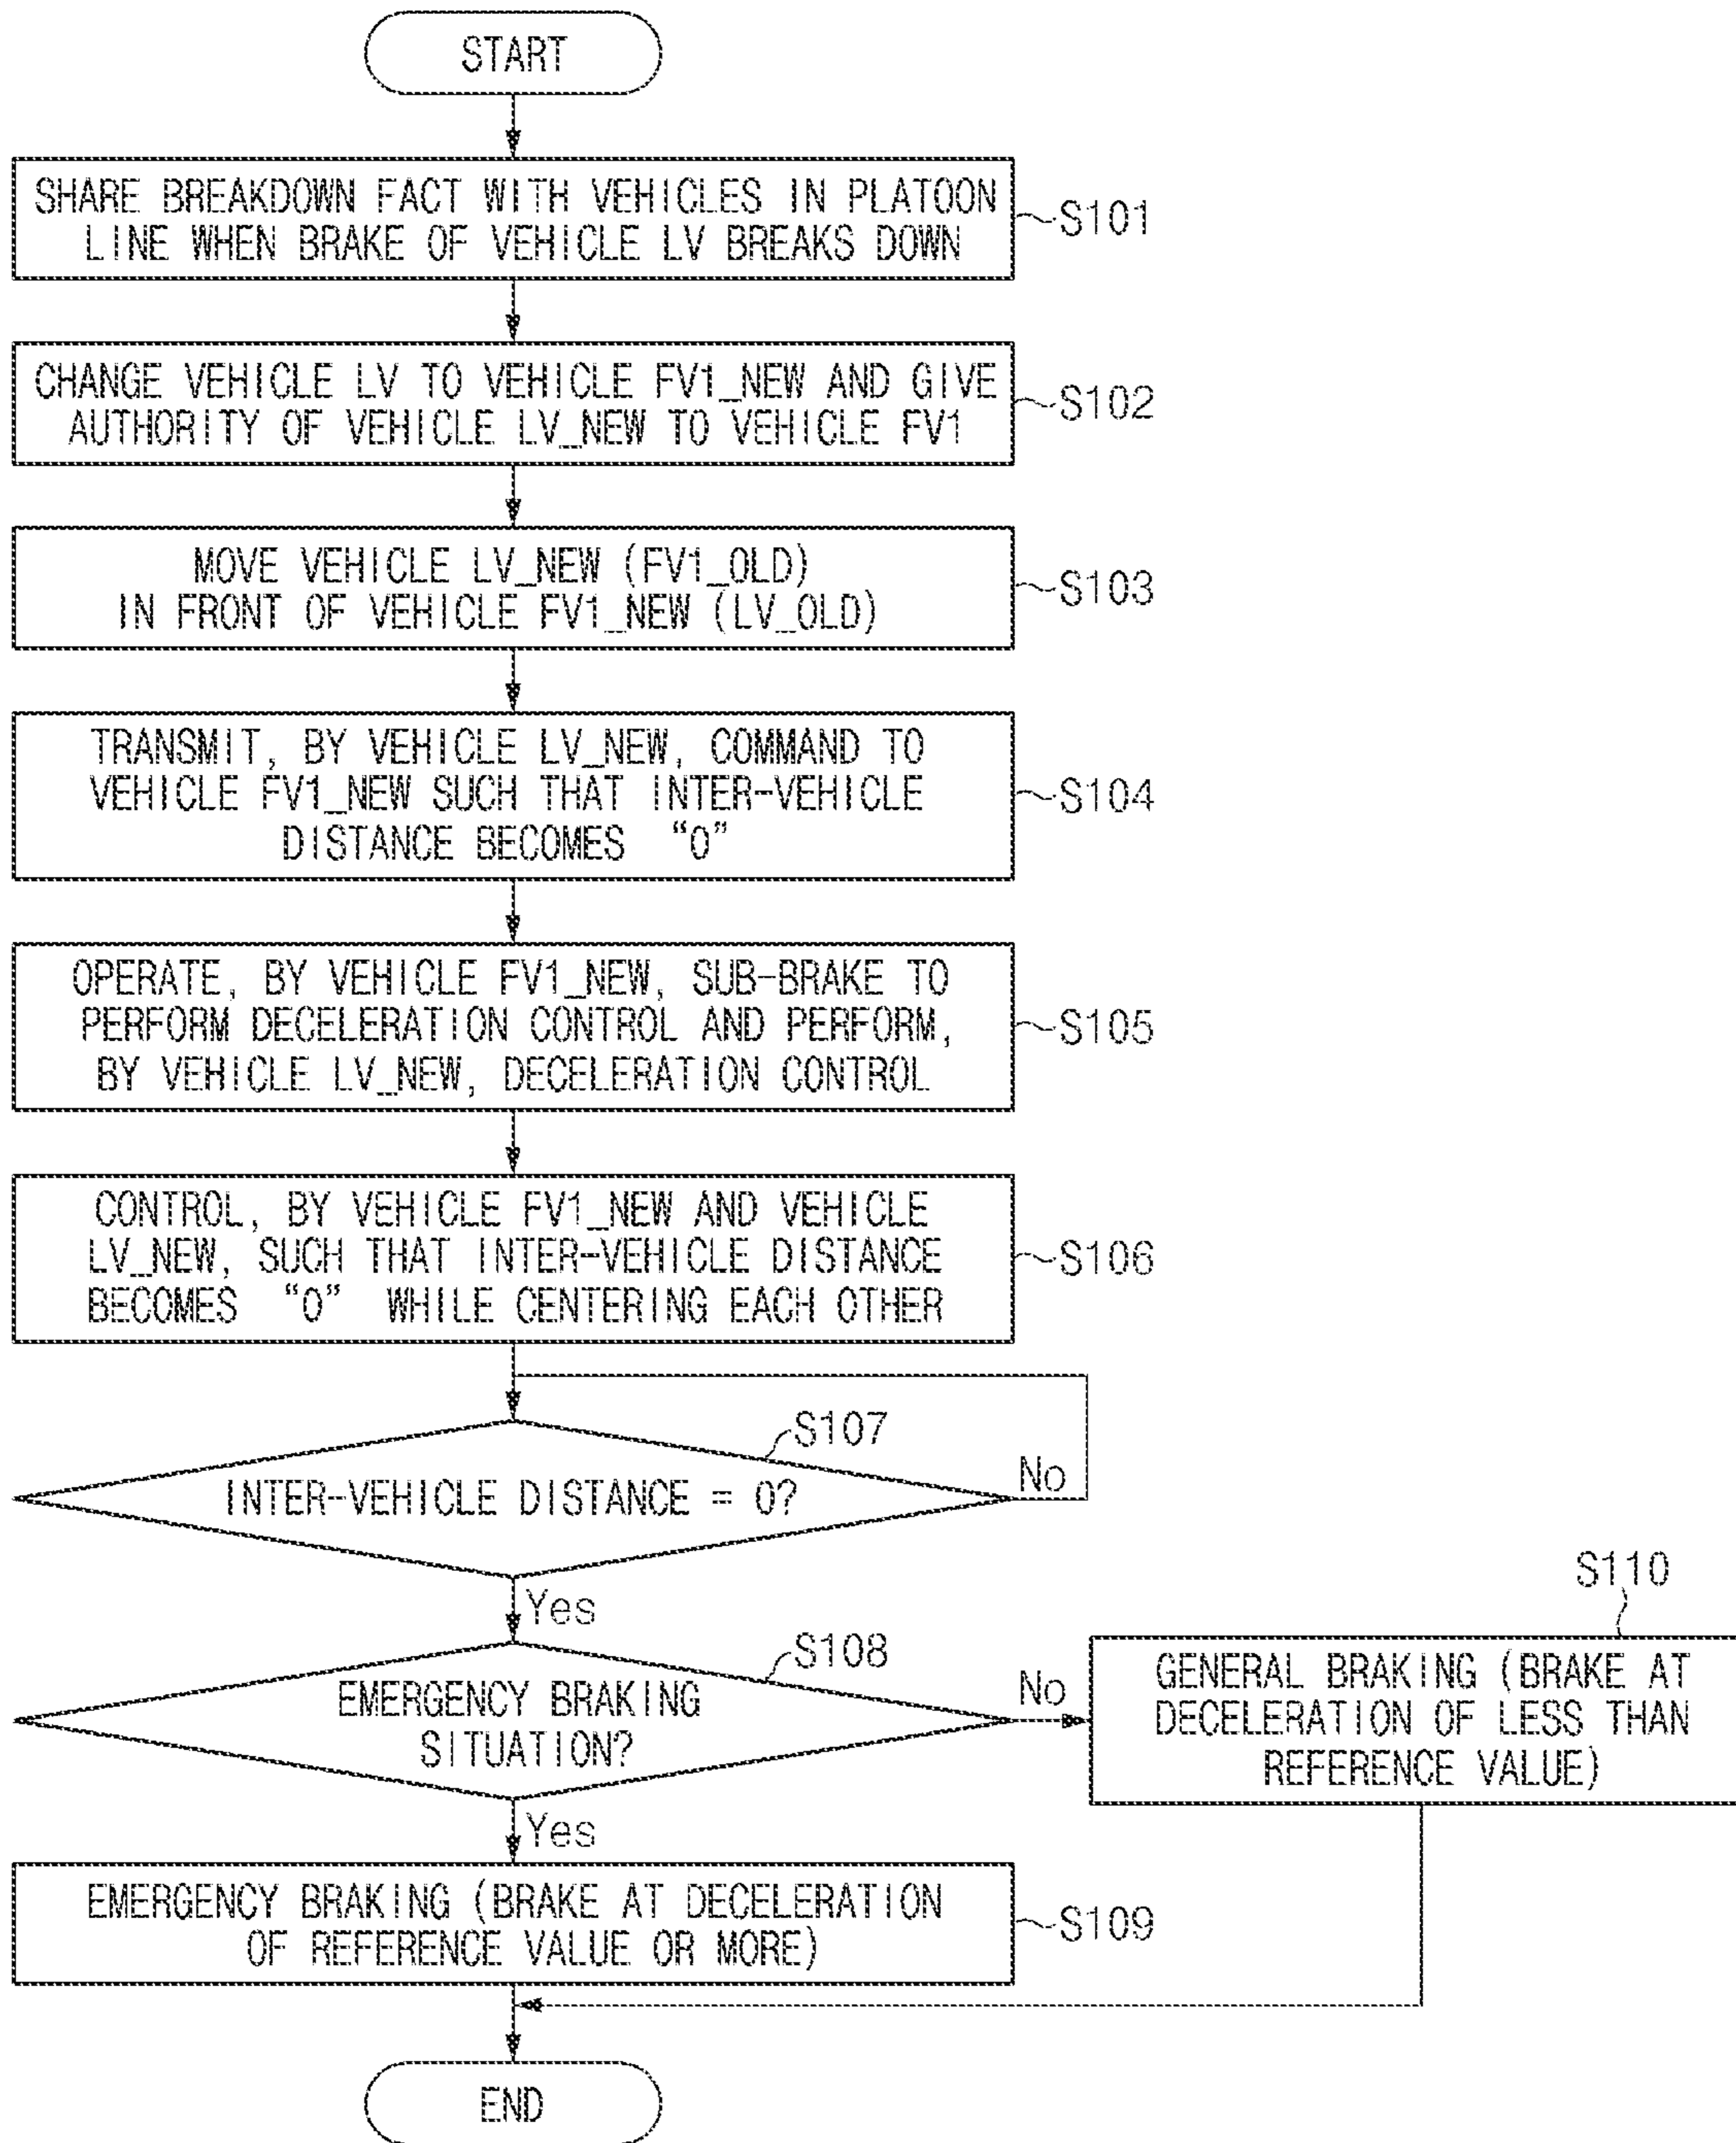 START
SHARE BREAKDOWN FACT WITH VEHICLES IN PLATOON
LINE WHEN BRAKE OF VEHICLE LV BREAKS DOWN
S101
CHANGE VEHICLE LV TO VEHICLE FV1_NEW AND GIVE
AUTHORITY OF VEHICLE LV_NEW TO VEHICLE FV1
S102
MOVE VEHICLE LV_NEW (FV1_OLD)
IN FRONT OF VEHICLE FV1_NEW (LV_OLD)
S103
TRANSMIT, BY VEHICLE LV_NEW, COMMAND TO
VEHICLE FV1_NEW SUCH THAT INTER-VEHICLE
DISTANCE BECOMES “0”
S104
OPERATE, BY VEHICLE FV1_NEW, SUB-BRAKE TO
PERFORM DECELERATION CONTROL AND PERFORM,
BY VEHICLE LV_NEW, DECELERATION CONTROL
S105
CONTROL, BY VEHICLE FV1_NEW AND VEHICLE
LV_NEW, SUCH THAT INTER-VEHICLE DISTANCE
BECOMES “0” WHILE CENTERING EACH OTHER
S106
S107
INTER-VEHICLE DISTANCE = 0?
No
Yes
S108
EMERGENCY BRAKING
SITUATION?
No
S110
GENERAL BRAKING (BRAKE AT
DECELERATION OF LESS THAN
REFERENCE VALUE)
Yes
EMERGENCY BRAKING (BRAKE AT DECELERATION
OF REFERENCE VALUE OR MORE)
S109
END